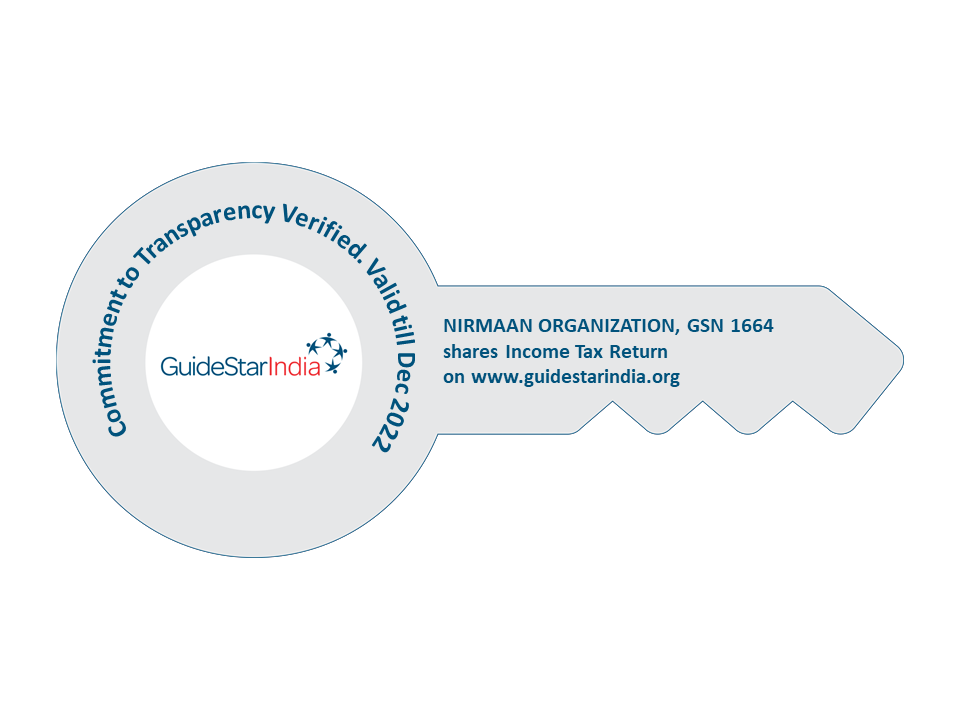 Commitment to Transparency Verified. Valid till Dec 2022
GuideStarIndia
NIRMAAN ORGANIZATION, GSN 1664
shares Income Tax Return
on www.guidestarindia.org